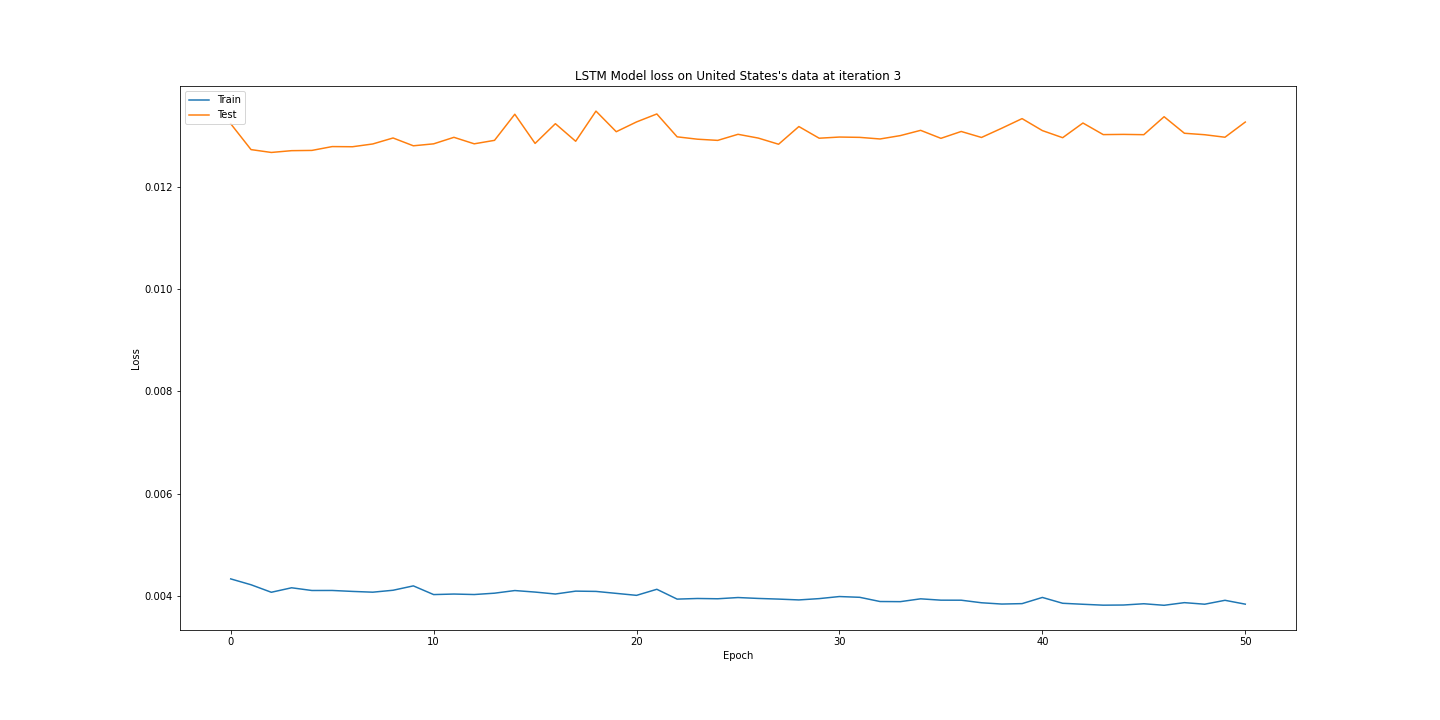 LSTM Model loss on United States's data at iteration 3
Train
Test
0.012
0.010
0.008
0.006
0.004
Loss
0 10 20 30 40 50
Epoch